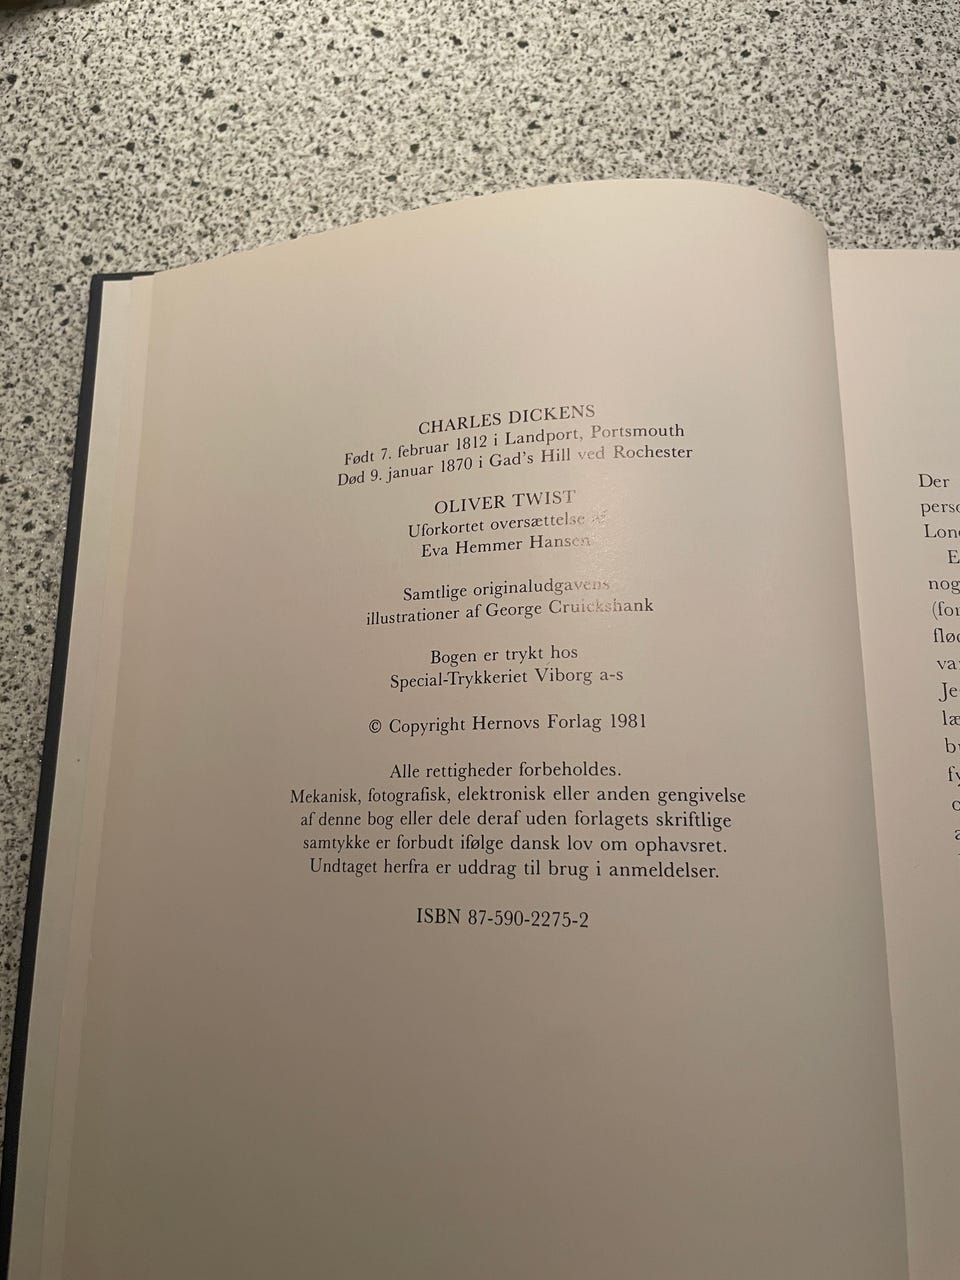 CHARLES DICKENS
Født 7. februar 1812 i Landport, Portsmouth
Død 9. januar 1870 i Gad's Hill ved Rochester
OLIVER TWIST
Uforkortet oversættelse af
Eva Hemmer Hansen
Samtlige originaludgavens
illustrationer af George Cruickshank
Bogen er trykt hos
Special-Trykkeriet Viborg a-s
© Copyright Hernovs Forlag 1981
Alle rettigheder forbeholdes.
Mekanisk, fotografisk, elektronisk eller anden gengivelse
af denne bog eller dele deraf uden forlagets skriftlige
samtykke er forbudt ifølge dansk lov om ophavsret.
Undtaget herfra er uddrag til brug i anmeldelser.
ISBN 87-590-2275-2
Der